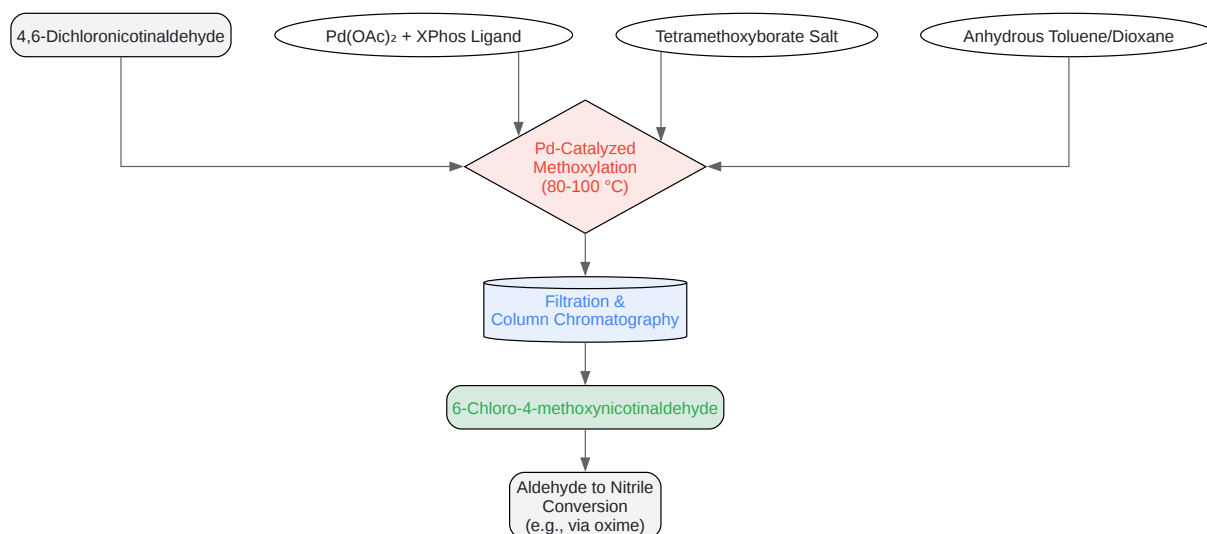 4,6-Dichloronicotinaldehyde
Pd(OAc)₂ + XPhos Ligand
Tetramethoxyborate Salt
Anhydrous Toluene/Dioxane
Pd-Catalyzed
Methoxylation
(80-100 °C)
Filtration &
Column Chromatography
6-Chloro-4-methoxynicotinaldehyde
Aldehyde to Nitrile
Conversion
(e.g., via oxime)